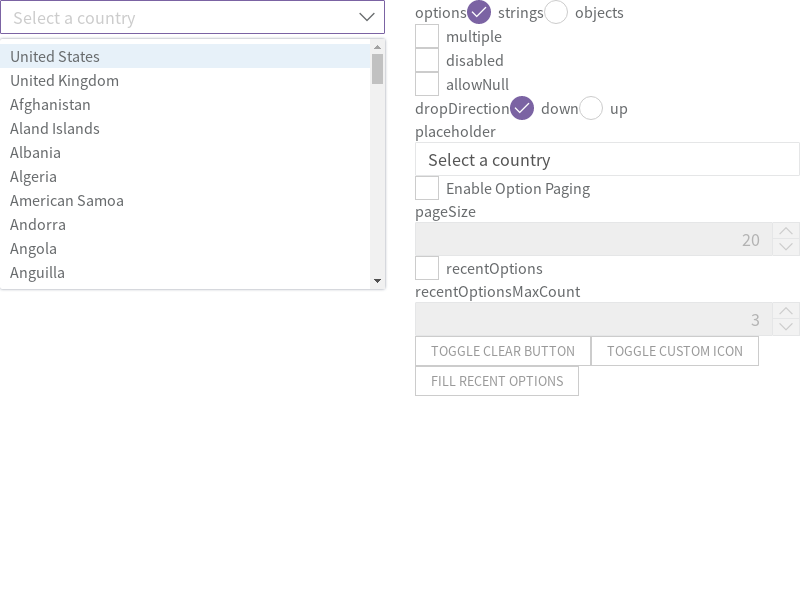 Select a country
United States
United Kingdom
Afghanistan
Aland Islands
Albania
Algeria
American Samoa
Andorra
Angola
Anguilla
options strings objects
multiple
disabled
allowNull
dropDirection down up
placeholder
Select a country
Enable Option Paging
pageSize
20
recentOptions
recentOptionsMaxCount
3
TOGGLE CLEAR BUTTON TOGGLE CUSTOM ICON
FILL RECENT OPTIONS